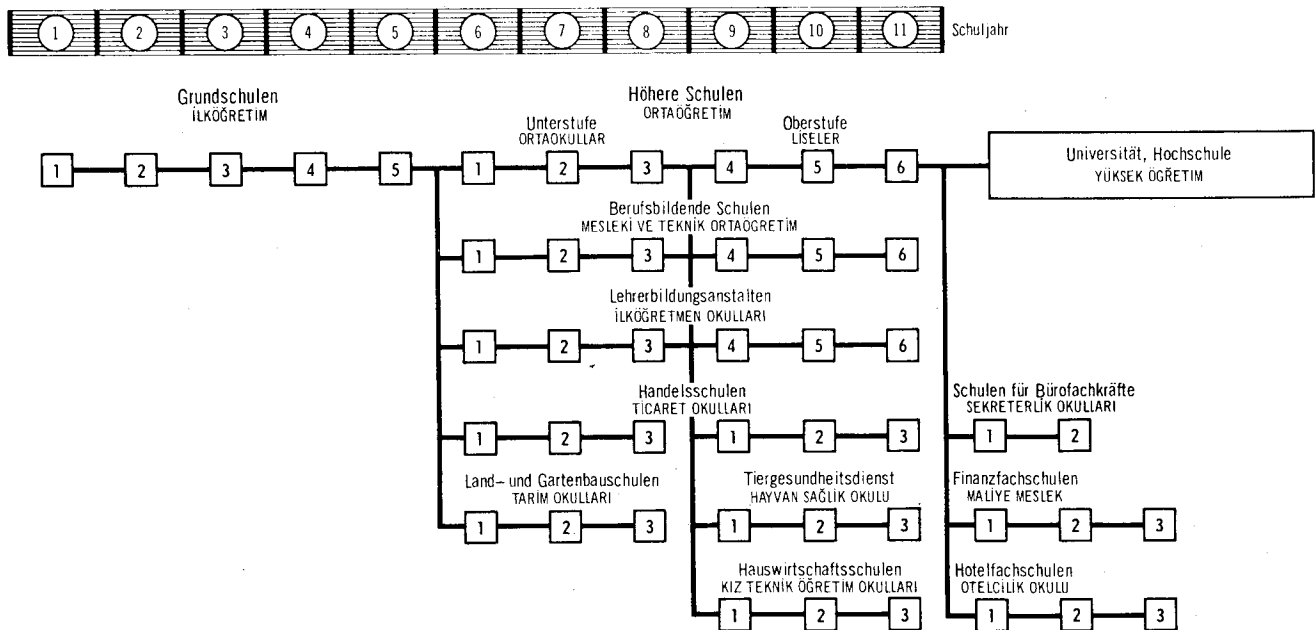 1 2 3 4 5 6 7 8 9 10 11 Schuljahr
Grundschulen
İLKÖĞRETİM
Höhere Schulen
ORTAÖĞRETİM
Unterstufe
ORTAOKULLAR
Oberstufe
LİSELER
1 2 3 4 5 1 2 3 4 5 6
Universität, Hochschule
YÜKSEK ÖĞRETIM
Berufsbildende Schulen
MESLEKİ VE TEKNİK ORTAÖGRETİM
1 2 3 4 5 6
Lehrerbildungsanstalten
İLKÖĞRETMEN OKULLARI
1 2 3 4 5 6
Handelsschulen
TİCARET OKULLARI
1 2 3 1 2 3
Schulen für Bürofachkräfte
SEKRETERLİK OKULLARI
1 2
Land- und Gartenbauschulen
TARİM OKULLARI
1 2 3
Tiergesundheitsdienst
HAYVAN SAĞLİK OKULU
1 2 3
Finanzfachschulen
MALİYE MESLEK
1 2 3
Hauswirtschaftsschulen
KIZ TEKNİK ÖĞRETİM OKULLARI
1 2 3
Hotelfachschulen
OTELCİLİK OKULU
1 2 3